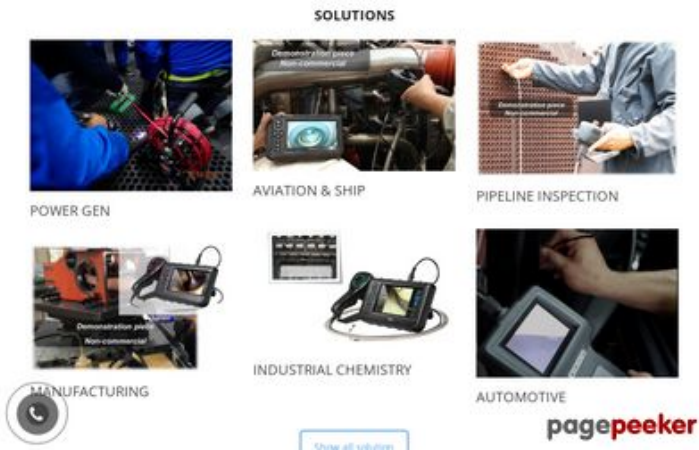 SOLUTIONS
Demonstration piece
Non-commercial
Demonstration piece
Non-commercial
POWER GEN
AVIATION & SHIP
PIPELINE INSPECTION
Demonstration piece
Non-commercial
MANUFACTURING
INDUSTRIAL CHEMISTRY
AUTOMOTIVE
Show all solution
pagepeeker